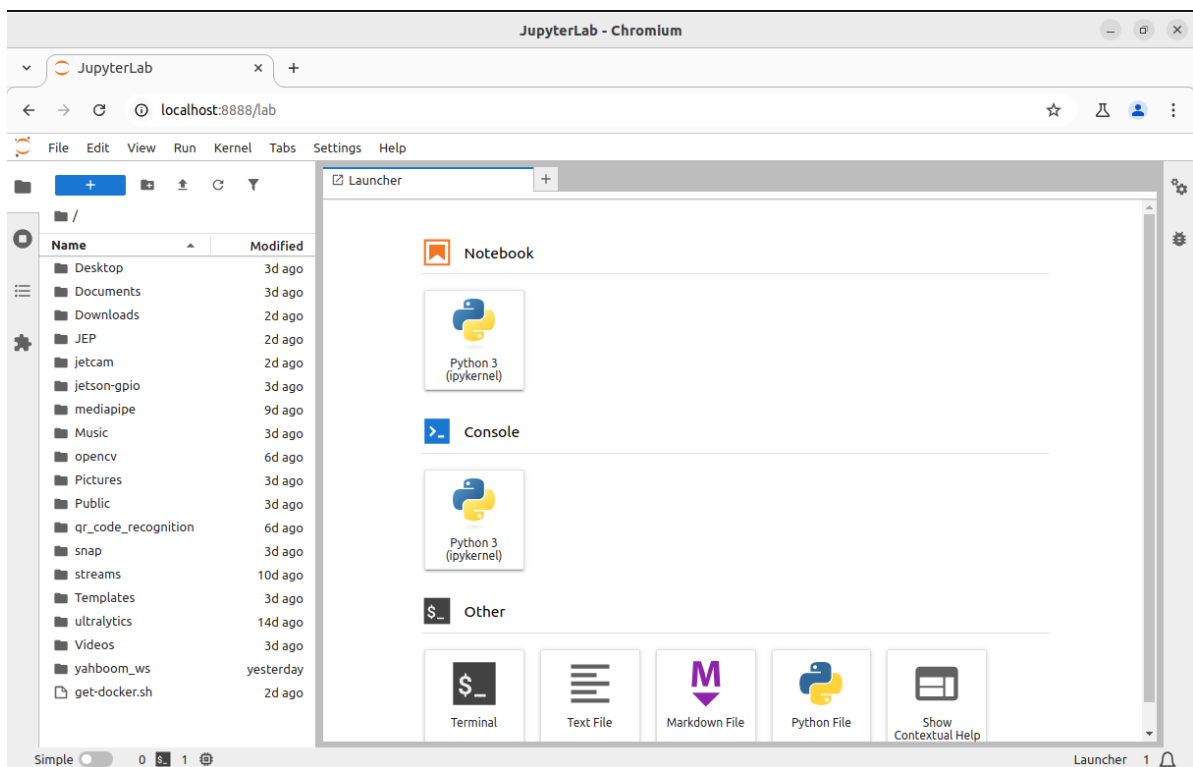 JupyterLab - Chromium
JupyterLab
localhost:8888/lab
File Edit View Run Kernel Tabs Settings Help
Launcher
/
Name Modified
Desktop 3d ago
Documents 3d ago
Downloads 2d ago
JEP 2d ago
jetcam 2d ago
jetson-gpio 3d ago
mediapipe 9d ago
Music 3d ago
opencv 6d ago
Pictures 3d ago
Public 3d ago
qr_code_recognition 6d ago
snap 3d ago
streams 10d ago
Templates 3d ago
ultralytics 14d ago
Videos 3d ago
yahboom_ws yesterday
get-docker.sh 2d ago
Notebook
Python 3
(ipykernel)
Console
Python 3
(ipykernel)
$_ Other
$_
Terminal
Text File
M
Markdown File
Python File
Show
Contextual Help
Simple 0 $_ 1 Launcher 1